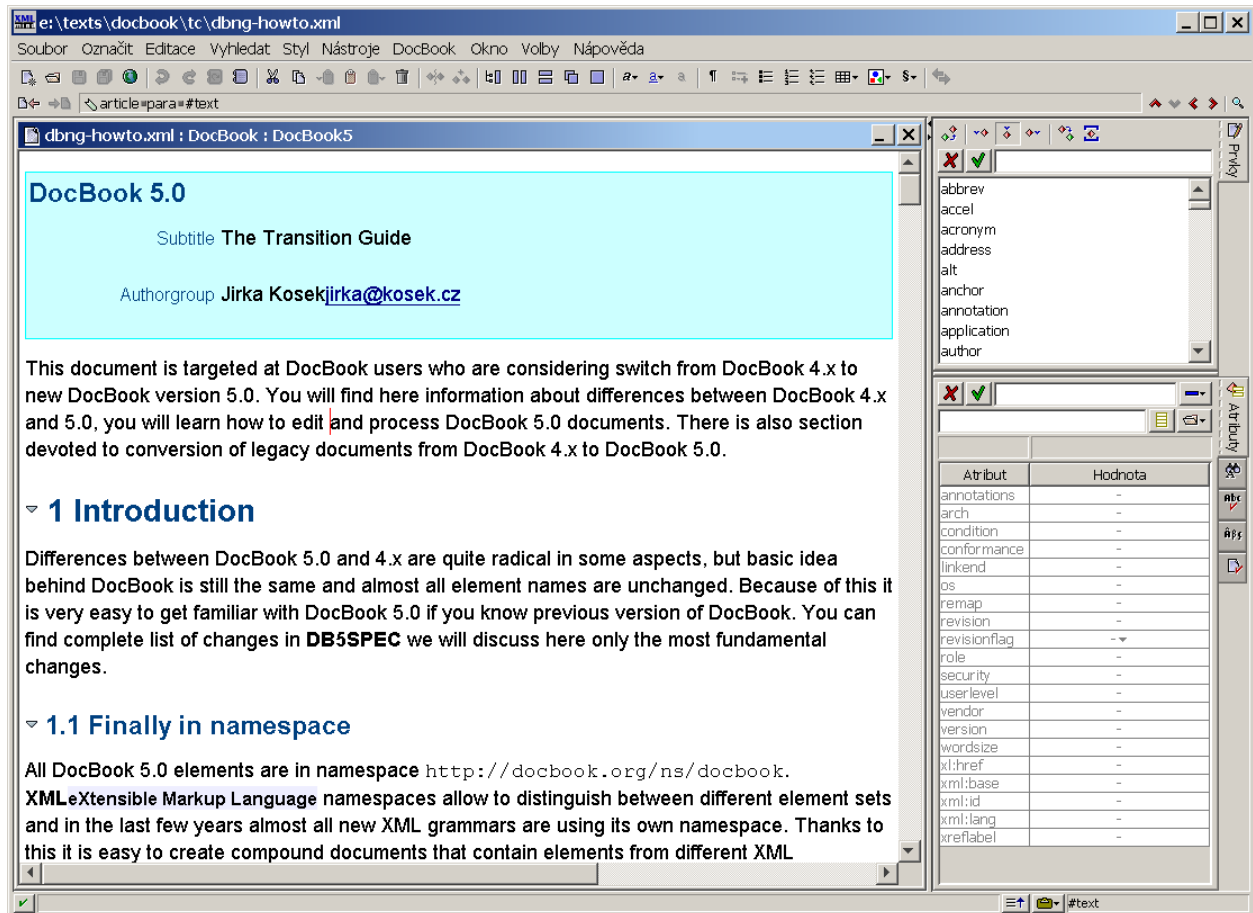 e:\texts\docbook\tc\dbng-howto.xml
Soubor Označit Editace Vyhledat Styl Nástroje DocBook Okno Volby Nápověda
article▪para▪#text
dbng-howto.xml : DocBook : DocBook5
DocBook 5.0
Subtitle The Transition Guide
Authorgroup Jirka Kosekjirka@kosek.cz
This document is targeted at DocBook users who are considering switch from DocBook 4.x to
new DocBook version 5.0. You will find here information about differences between DocBook 4.x
and 5.0, you will learn how to edit and process DocBook 5.0 documents. There is also section
devoted to conversion of legacy documents from DocBook 4.x to DocBook 5.0.
1 Introduction
Differences between DocBook 5.0 and 4.x are quite radical in some aspects, but basic idea
behind DocBook is still the same and almost all element names are unchanged. Because of this it
is very easy to get familiar with DocBook 5.0 if you know previous version of DocBook. You can
find complete list of changes in DB5SPEC we will discuss here only the most fundamental
changes.
1.1 Finally in namespace
All DocBook 5.0 elements are in namespace http://docbook.org/ns/docbook.
XMLeXtensible Markup Language namespaces allow to distinguish between different element sets
and in the last few years almost all new XML grammars are using its own namespace. Thanks to
this it is easy to create compound documents that contain elements from different XML
Prvky
abbrev
accel
acronym
address
alt
anchor
annotation
application
author
Atributy
Atribut Hodnota
annotations -
arch -
condition -
conformance -
linkend -
os -
remap -
revision -
revisionflag -
role -
security -
userlevel -
vendor -
version -
wordsize -
xl:href -
xml:base -
xml:id -
xml:lang -
xreflabel -
#text